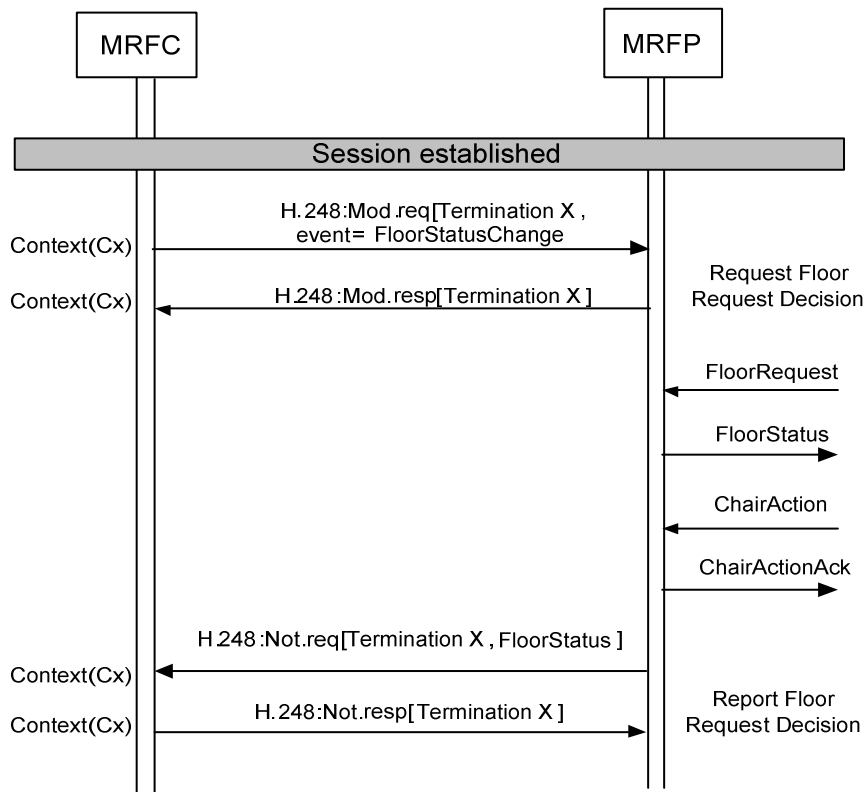 MRFC
MRFP
Session established
H.248:Mod.req[Termination X ,
event= FloorStatusChange
Context(Cx)
Request Floor
Request Decision
Context(Cx)
H.248:Mod.resp[Termination X ]
FloorRequest
FloorStatus
ChairAction
ChairActionAck
H.248:Not.req[Termination X , FloorStatus ]
Context(Cx)
Report Floor
Request Decision
Context(Cx)
H.248:Not.resp[Termination X ]